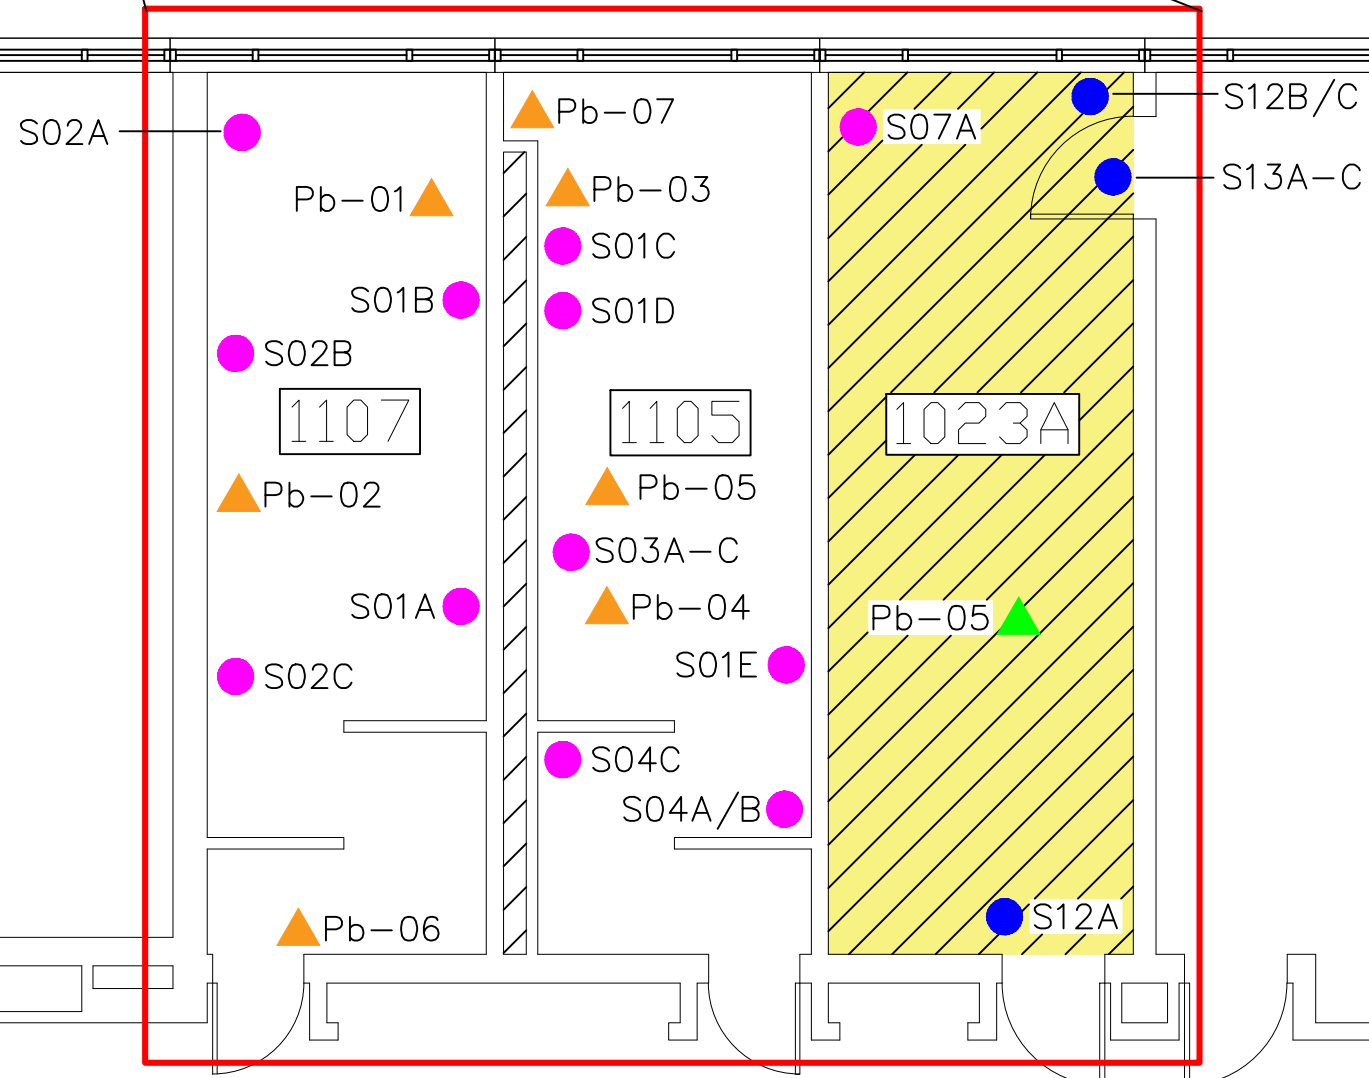 S12B/C
Pb-07
S07A
S02A
S13A-C
Pb-03
Pb-01
S01C
S01B
S01D
S02B
1107
1105
1023A
Pb-05
Pb-02
S03A-C
S01A
Pb-04
Pb-05
S01E
S02C
S04C
S04A/B
S12A
Pb-06